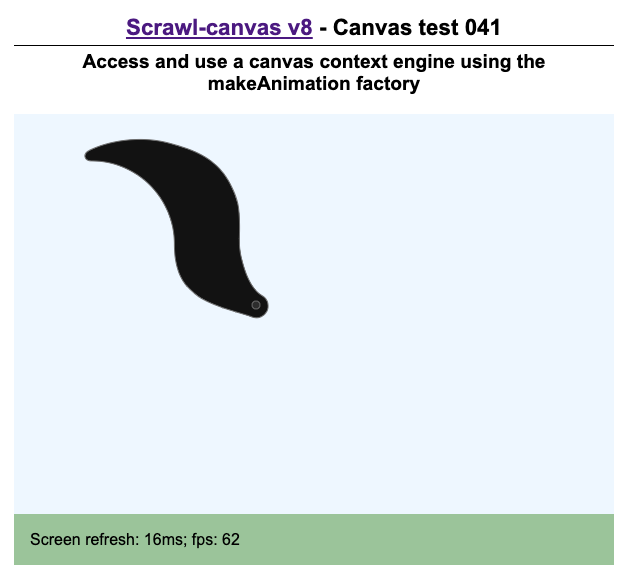 Scrawl-canvas v8 - Canvas test 041
Access and use a canvas context engine using the
makeAnimation factory
Screen refresh: 16ms; fps: 62